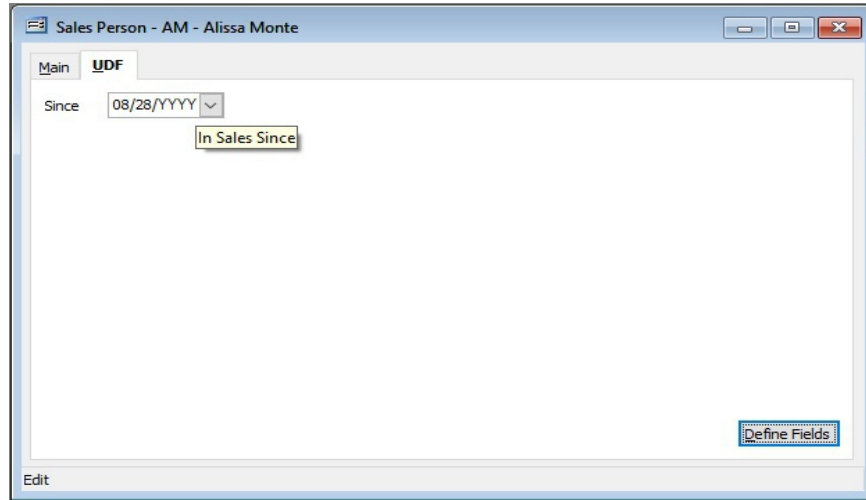 Sales Person - AM - Alissa Monte
Main UDF
Since 08/28/YYYY
In Sales Since
Define Fields
Edit